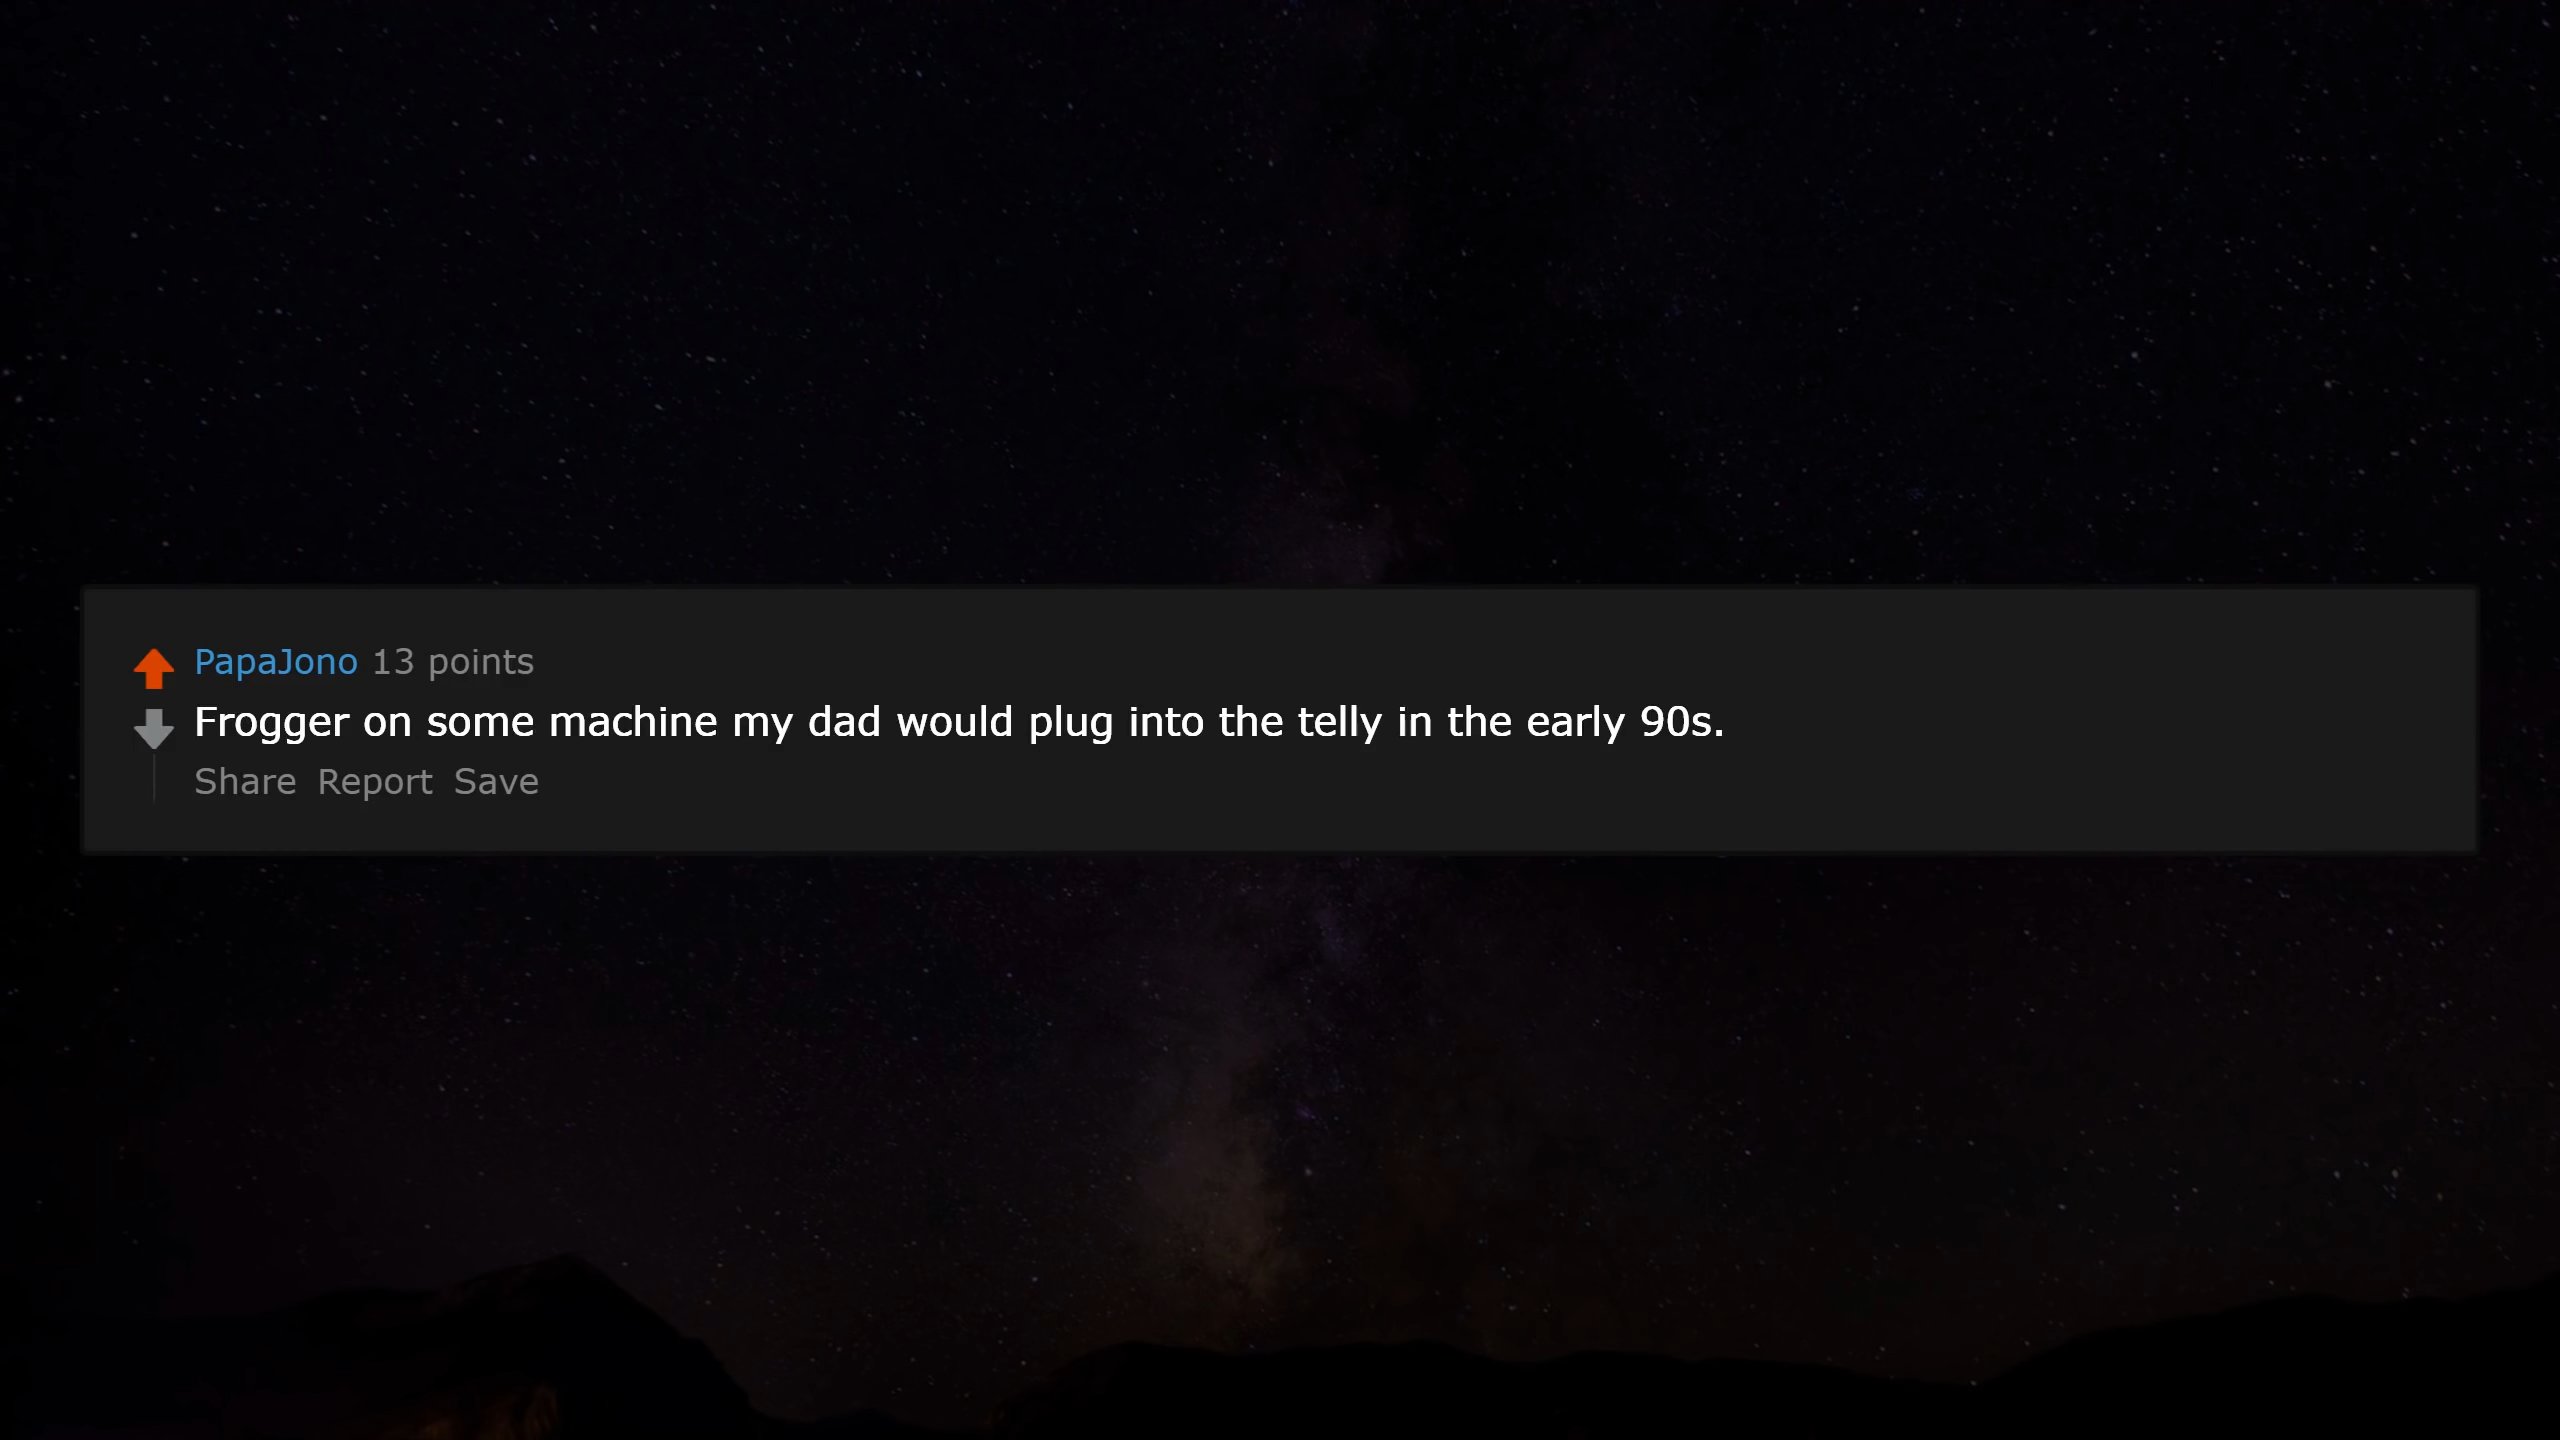 PapaJono 13 points
Frogger on some machine my dad would plug into the telly in the early 90s.
Share Report Save